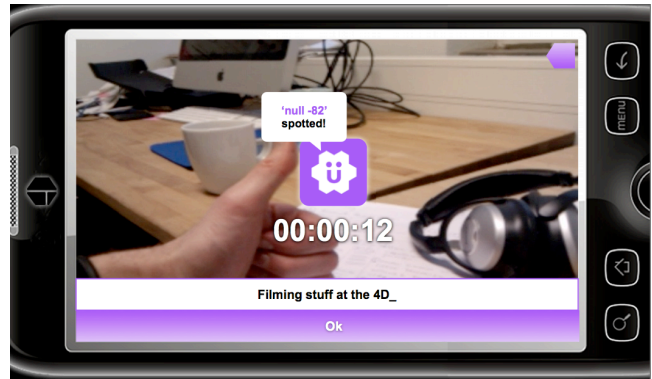 'null -82'
spotted!
00:00:12
Filming stuff at the 4D_
Ok
menu